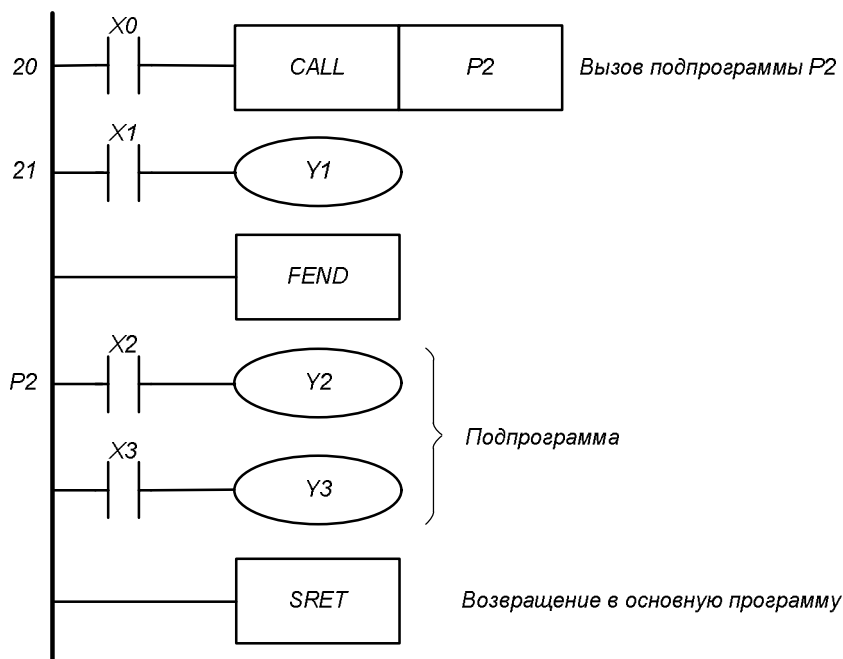 X0
20 CALL P2 Вызов подпрограммы P2
X1
21 Y1
FEND
X2
P2 Y2
Подпрограмма
X3
Y3
SRET Возвращение в основную программу